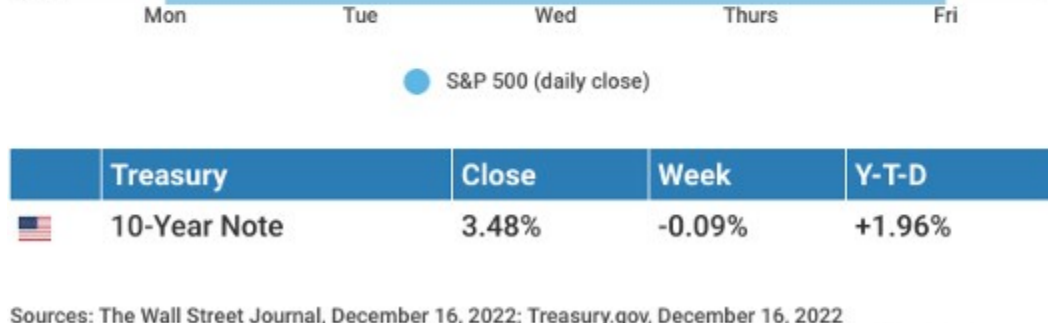 Mon Tue Wed Thurs Fri
S&P 500 (daily close)
Treasury Close Week Y-T-D
10-Year Note 3.48% -0.09% +1.96%
Sources: The Wall Street Journal, December 16, 2022; Treasury.gov, December 16, 2022